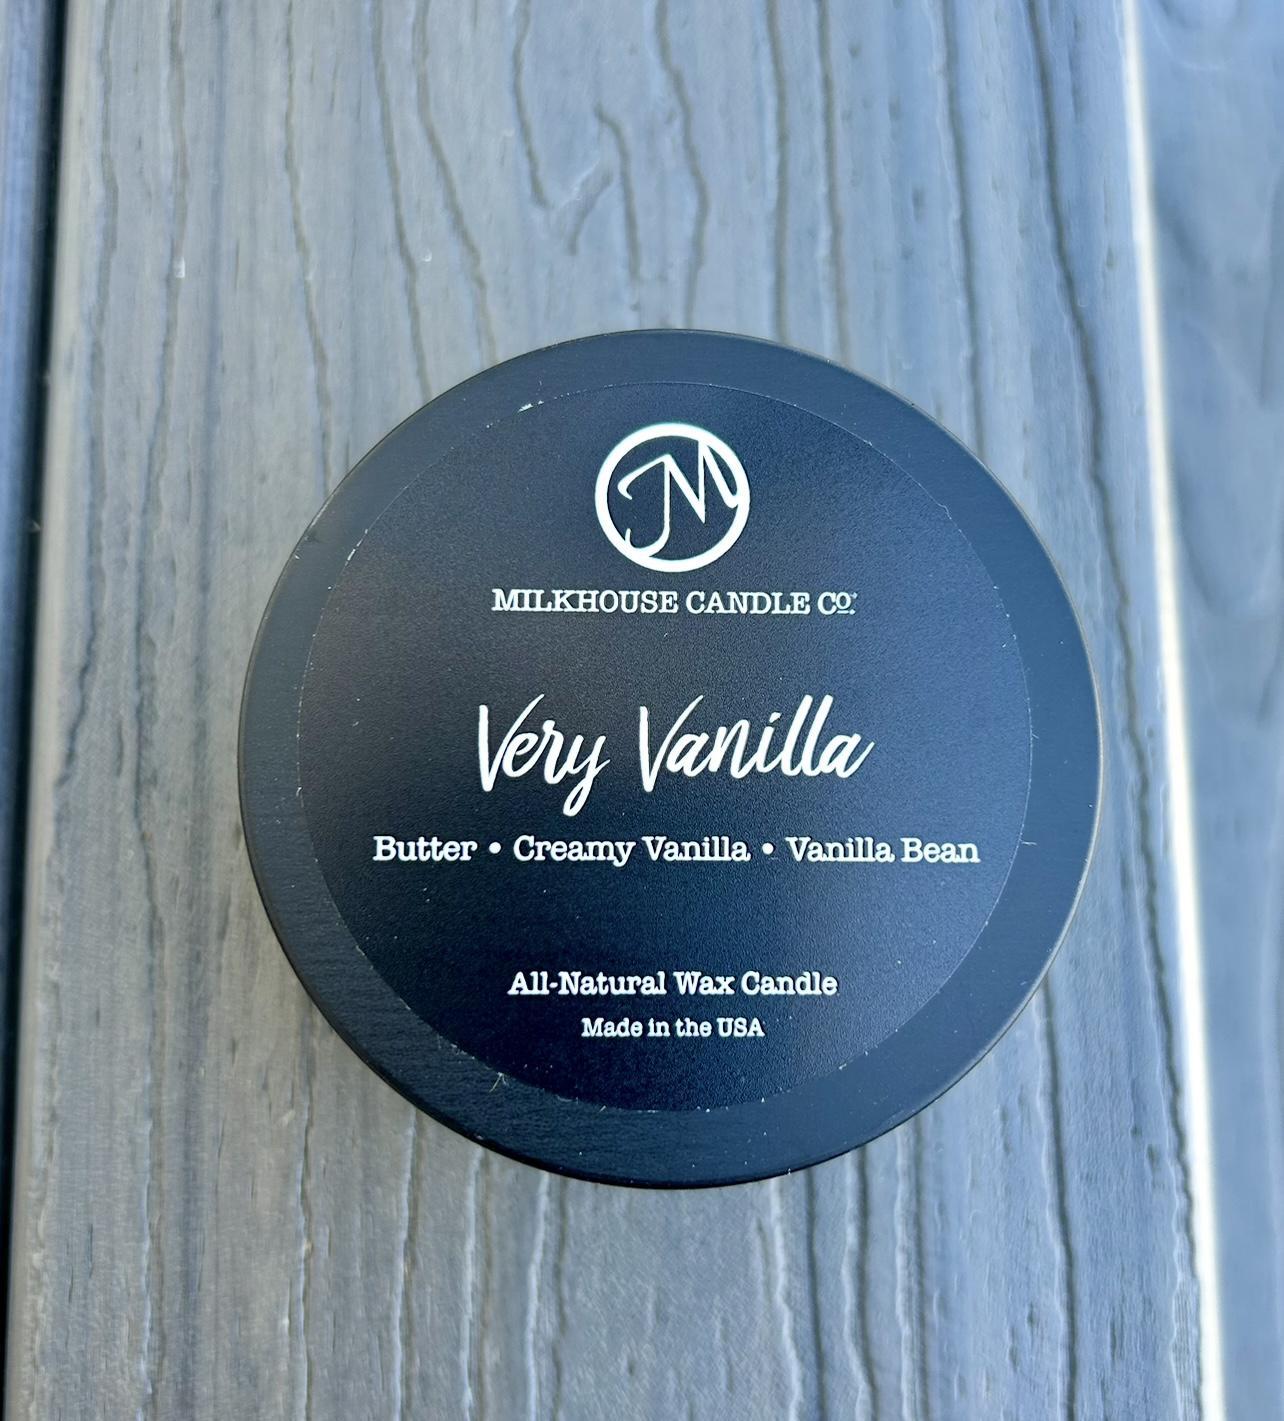 M
MILKHOUSE CANDLE Co.
Very Vanilla
Butter • Creamy Vanilla • Vanilla Bean
All-Natural Wax Candle
Made in the USA